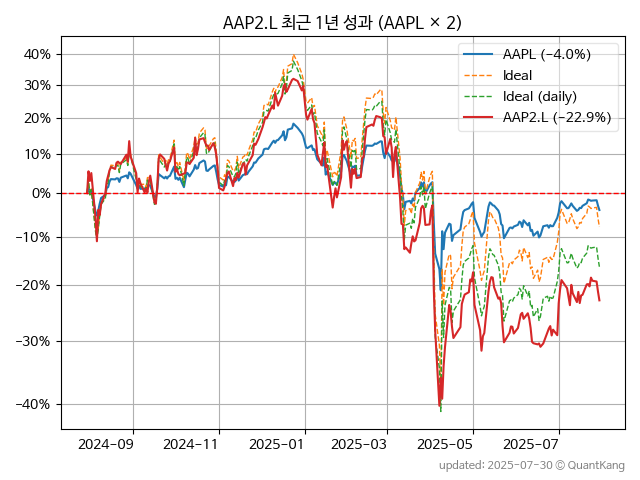 AAP2.L 최근 1년 성과 (AAPL × 2)
AAPL (−4.0%)
Ideal
Ideal (daily)
AAP2.L (−22.9%)
40%
30%
20%
10%
0%
−10%
−20%
−30%
−40%
2024−09
2024−11
2025−01
2025−03
2025−05
2025−07
updated: 2025-07-30 © QuantKang